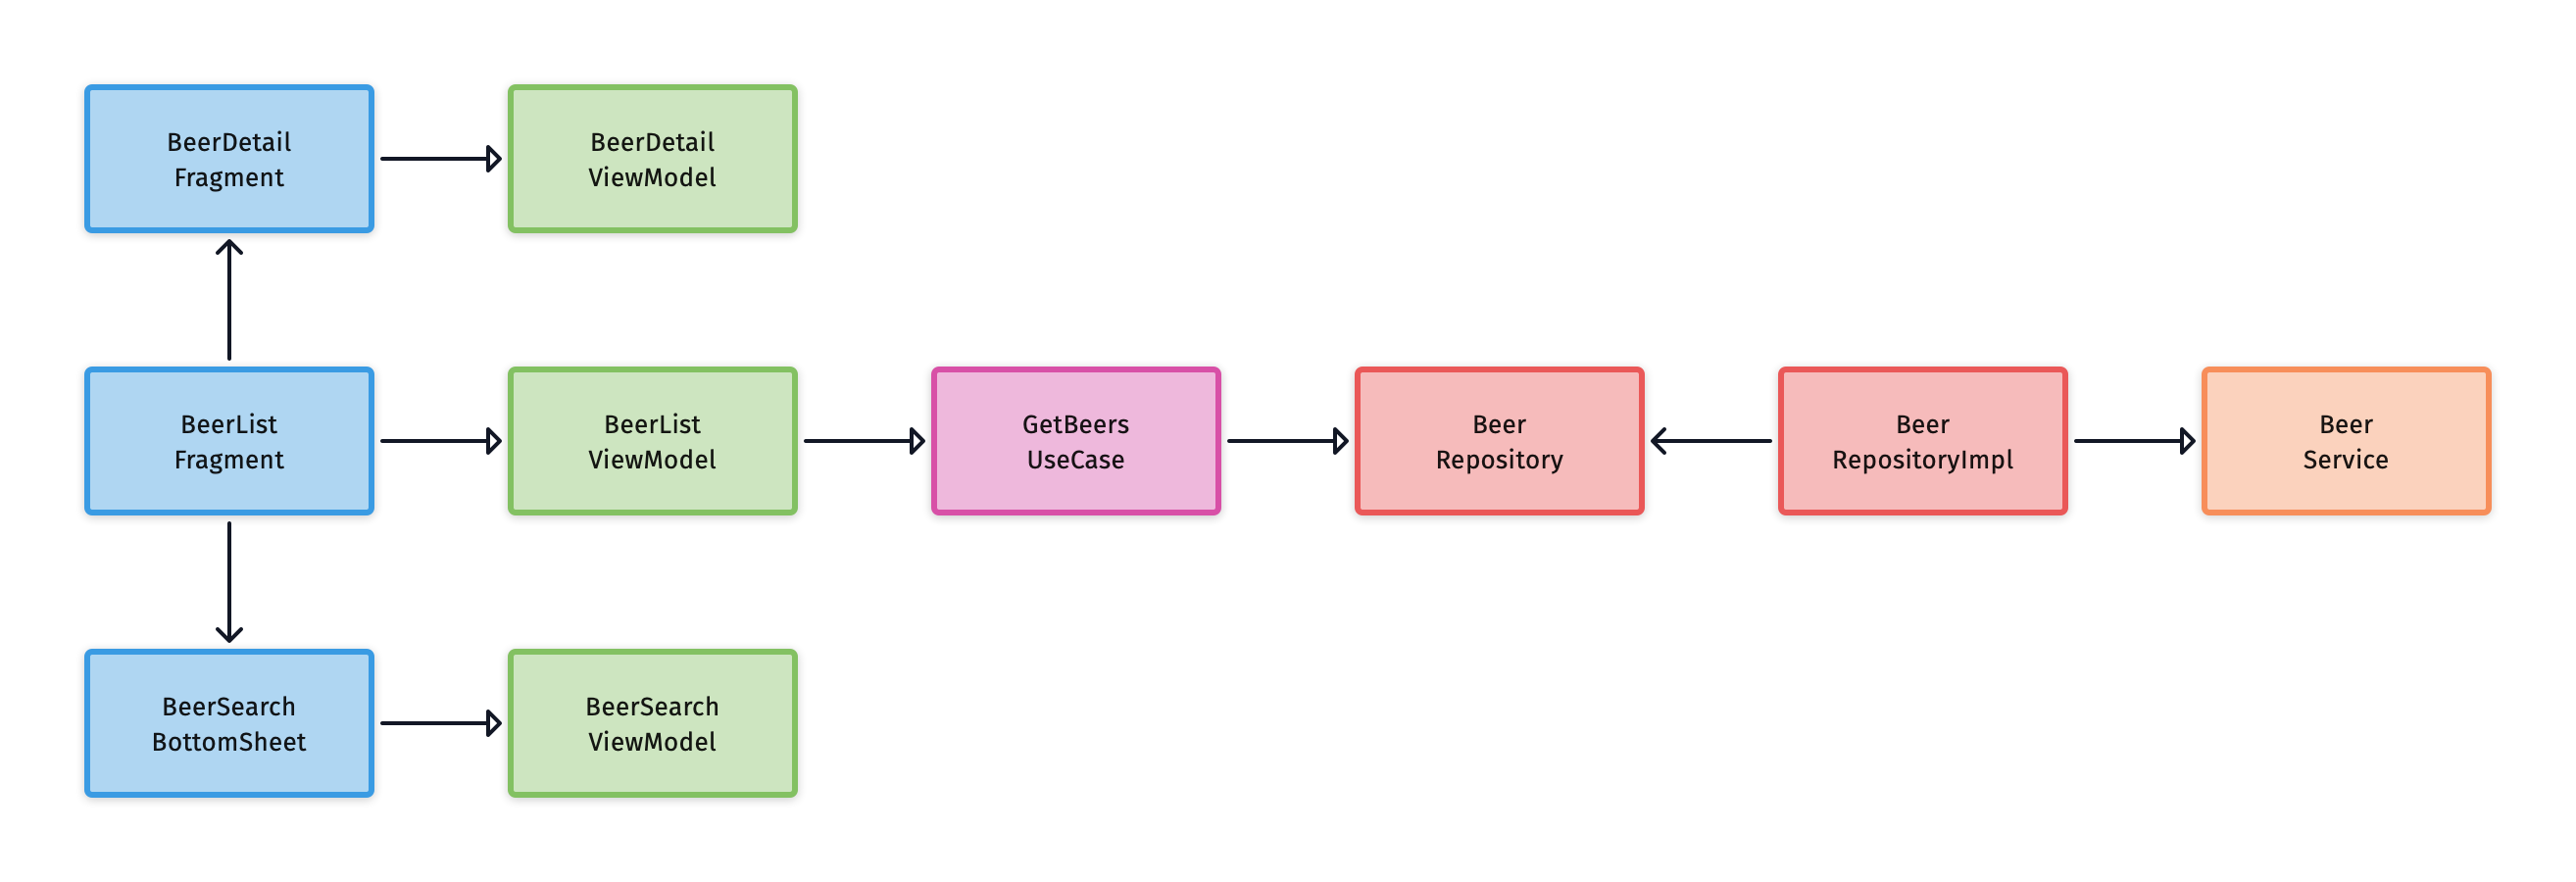 BeerDetail
Fragment
BeerDetail
ViewModel
BeerList
Fragment
BeerList
ViewModel
GetBeers
UseCase
Beer
Repository
Beer
RepositoryImpl
Beer
Service
BeerSearch
BottomSheet
BeerSearch
ViewModel